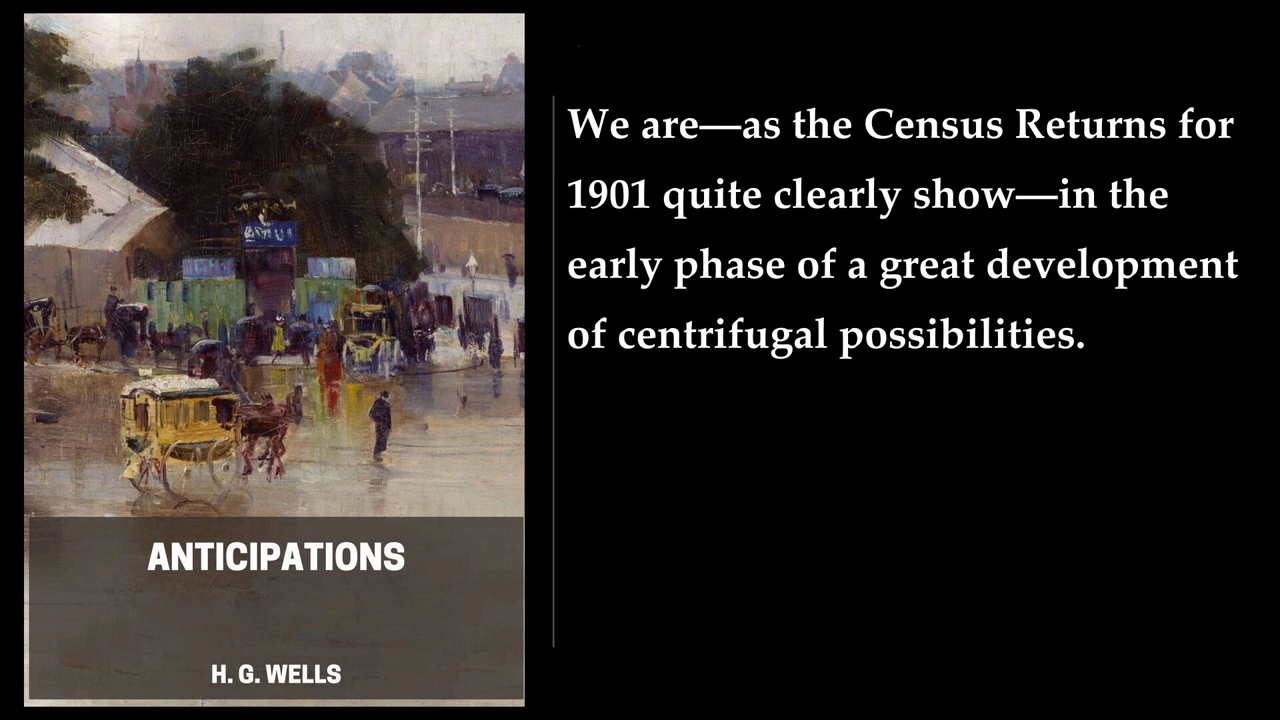 We are—as the Census Returns for
1901 quite clearly show—in the
early phase of a great development
of centrifugal possibilities.
ANTICIPATIONS
H. G. WELLS